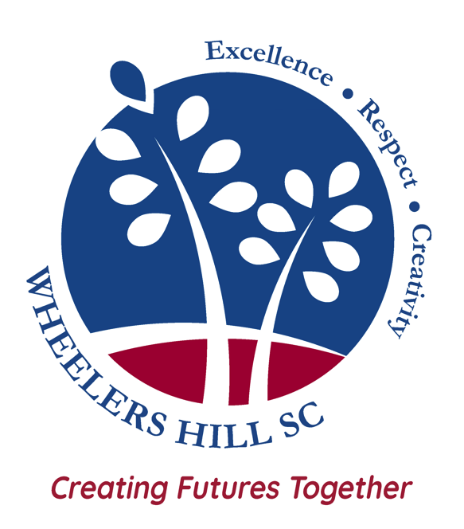 Excellence • Respect • Creativity
WHEELERS HILL SC
Creating Futures Together